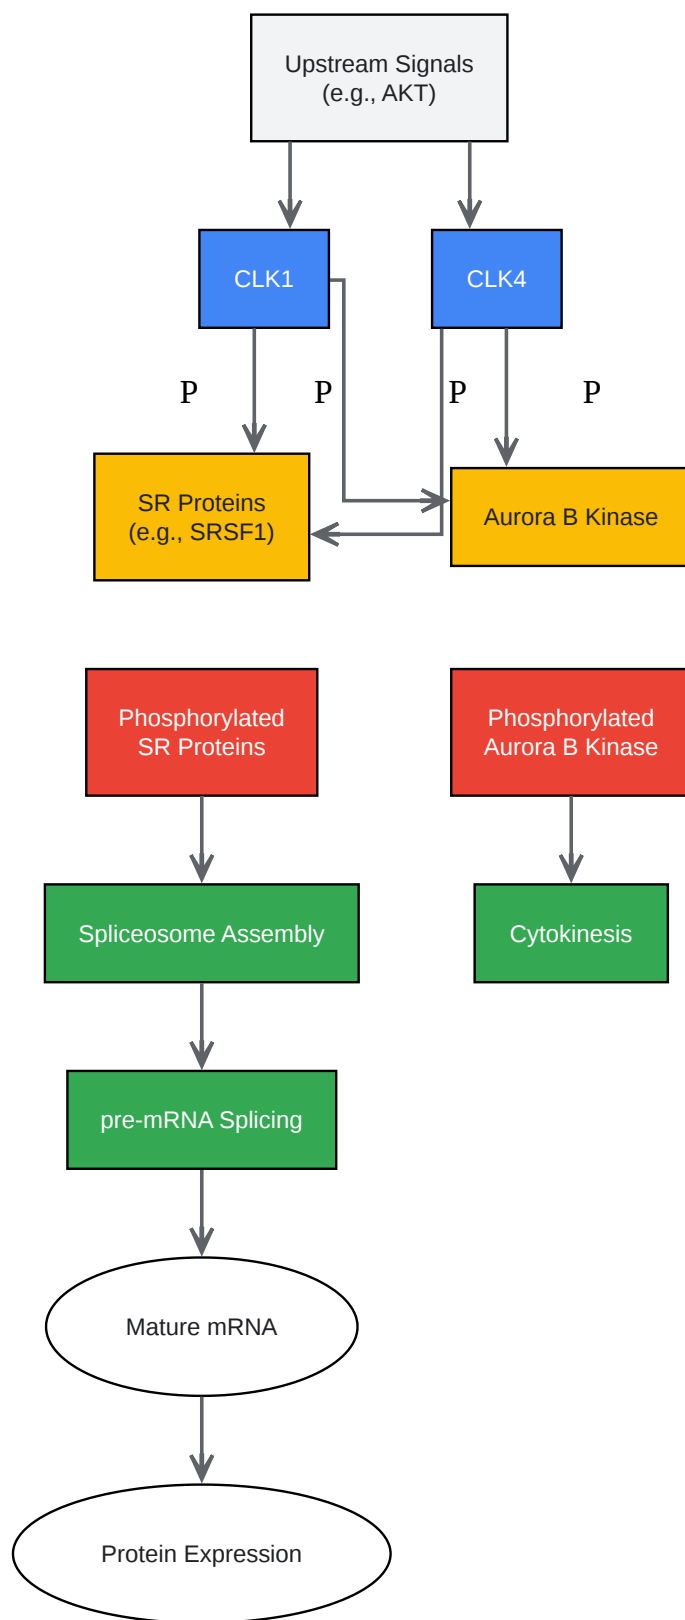 Upstream Signals
(e.g., AKT)
CLK1
CLK4
P
P
P
P
SR Proteins
(e.g., SRSF1)
Aurora B Kinase
Phosphorylated
SR Proteins
Phosphorylated
Aurora B Kinase
Spliceosome Assembly
Cytokinesis
pre-mRNA Splicing
Mature mRNA
Protein Expression